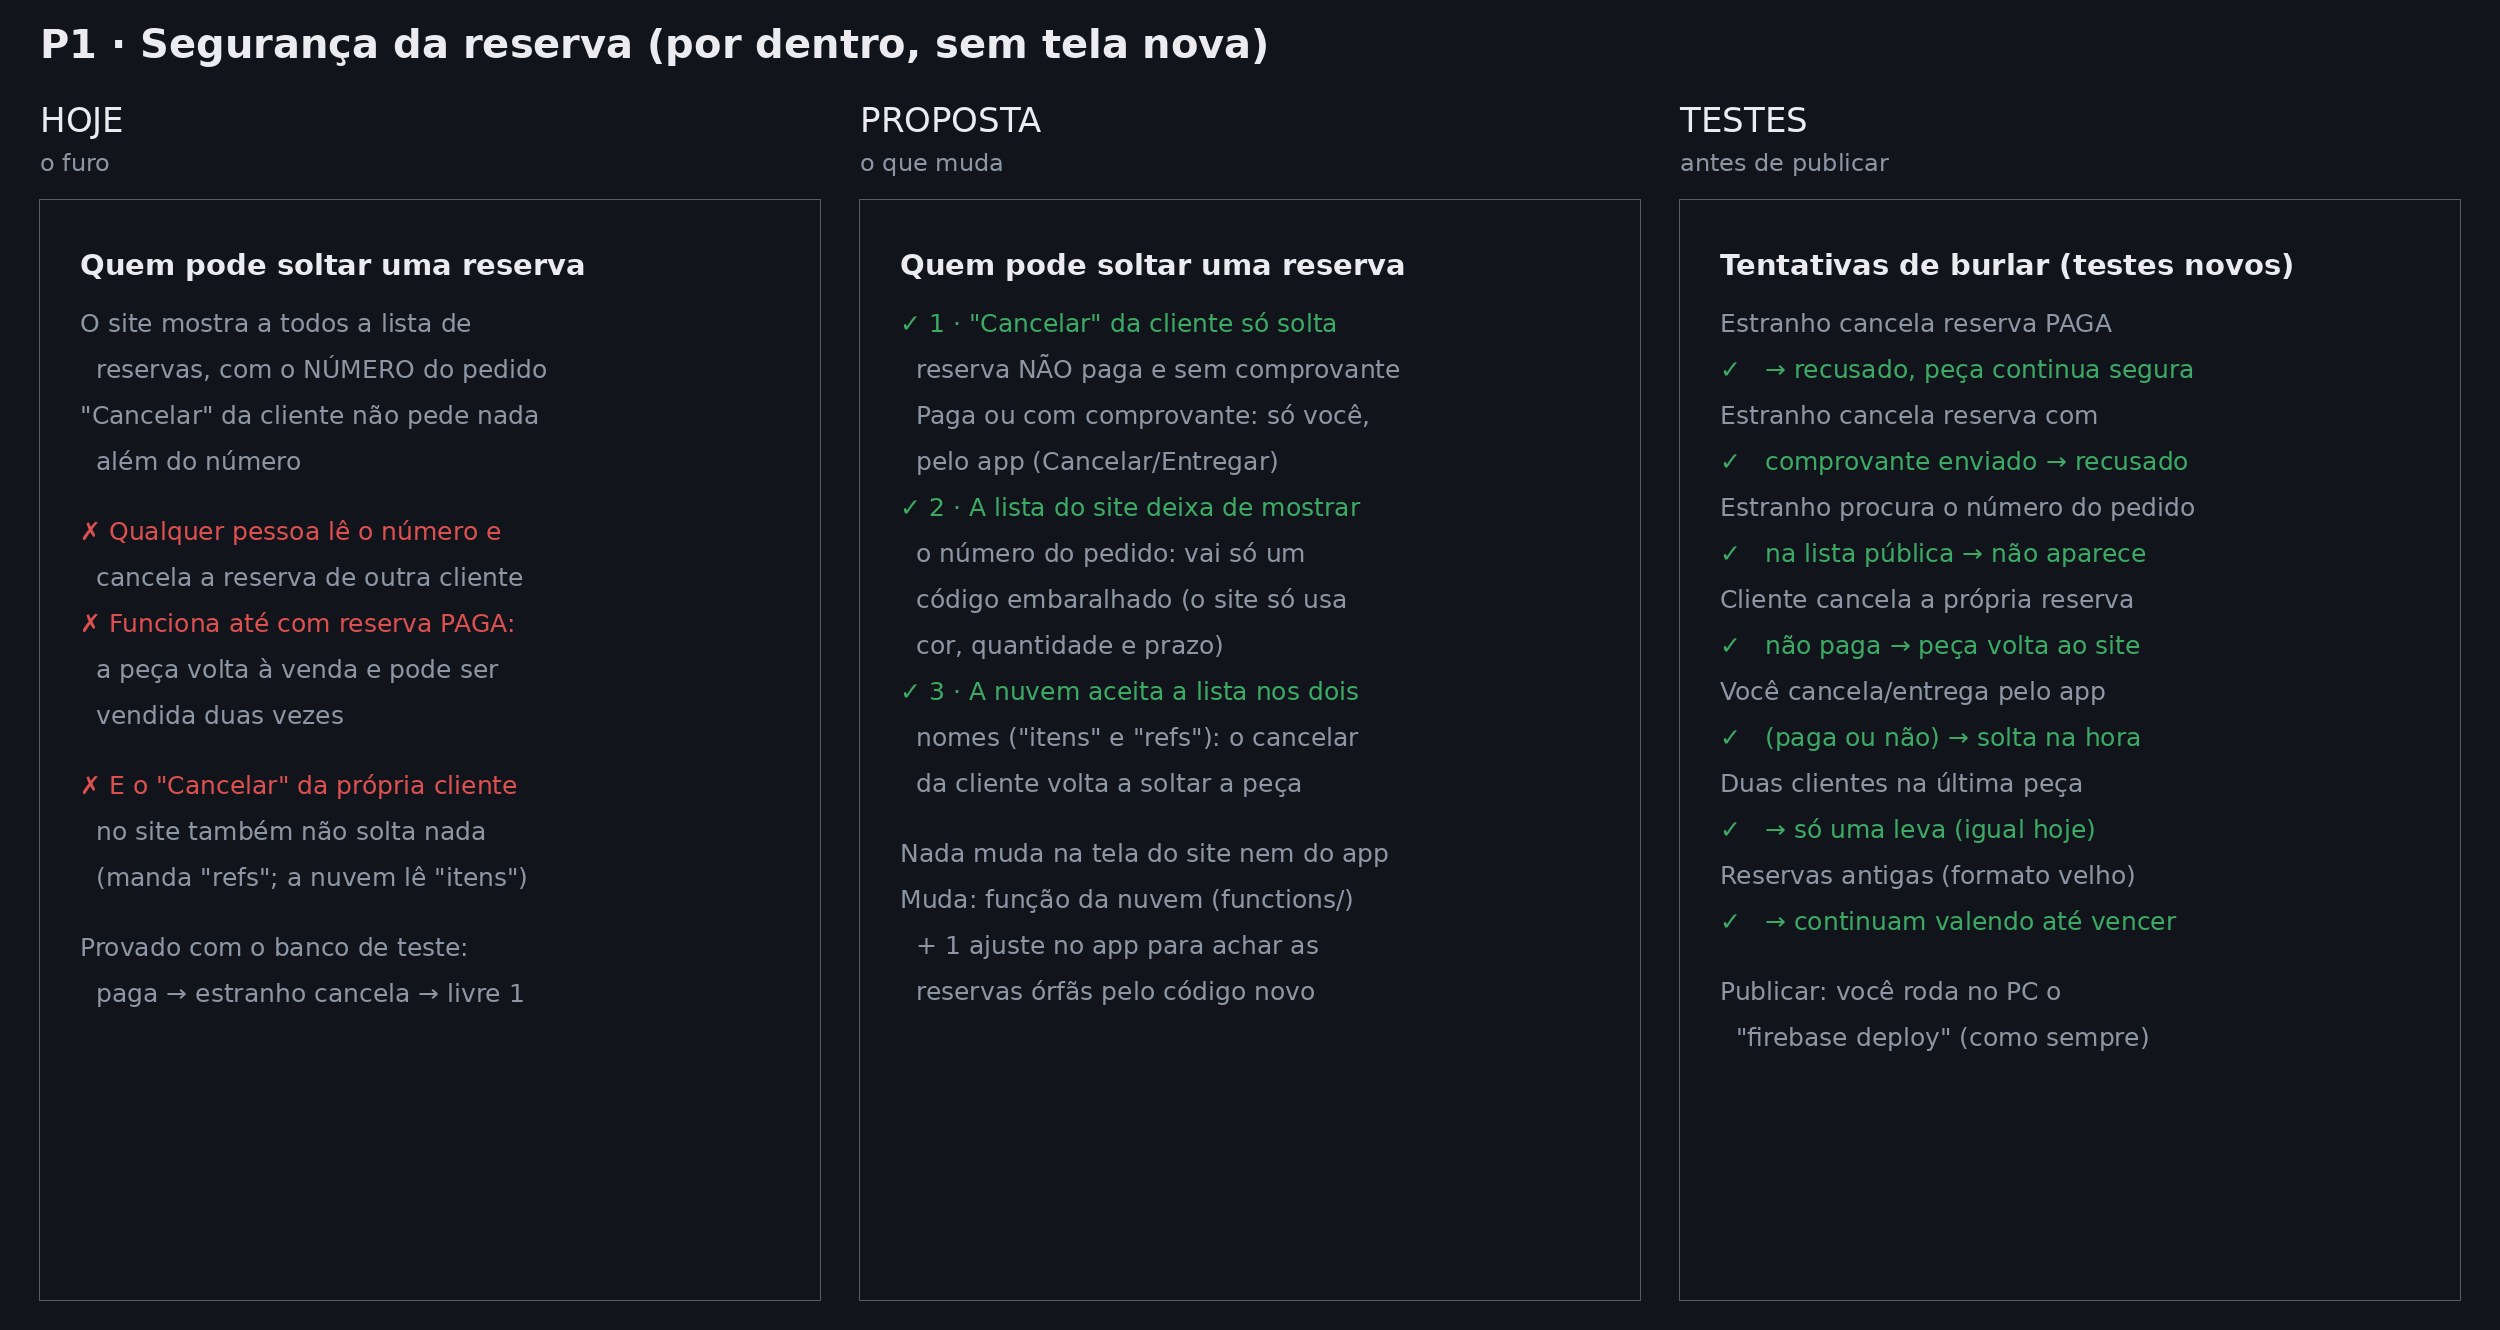 P1 · Segurança da reserva (por dentro, sem tela nova)
HOJE
o furo
Quem pode soltar uma reserva
O site mostra a todos a lista de
reservas, com o NÚMERO do pedido
"Cancelar" da cliente não pede nada
além do número
✗ Qualquer pessoa lê o número e
cancela a reserva de outra cliente
✗ Funciona até com reserva PAGA:
a peça volta à venda e pode ser
vendida duas vezes
✗ E o "Cancelar" da própria cliente
no site também não solta nada
(manda "refs"; a nuvem lê "itens")
Provado com o banco de teste:
paga → estranho cancela → livre 1
PROPOSTA
o que muda
Quem pode soltar uma reserva
✓ 1 · "Cancelar" da cliente só solta
reserva NÃO paga e sem comprovante
Paga ou com comprovante: só você,
pelo app (Cancelar/Entregar)
✓ 2 · A lista do site deixa de mostrar
o número do pedido: vai só um
código embaralhado (o site só usa
cor, quantidade e prazo)
✓ 3 · A nuvem aceita a lista nos dois
nomes ("itens" e "refs"): o cancelar
da cliente volta a soltar a peça
Nada muda na tela do site nem do app
Muda: função da nuvem (functions/)
+ 1 ajuste no app para achar as
reservas órfãs pelo código novo
TESTES
antes de publicar
Tentativas de burlar (testes novos)
Estranho cancela reserva PAGA
✓ → recusado, peça continua segura
Estranho cancela reserva com
✓ comprovante enviado → recusado
Estranho procura o número do pedido
✓ na lista pública → não aparece
Cliente cancela a própria reserva
✓ não paga → peça volta ao site
Você cancela/entrega pelo app
✓ (paga ou não) → solta na hora
Duas clientes na última peça
✓ → só uma leva (igual hoje)
Reservas antigas (formato velho)
✓ → continuam valendo até vencer
Publicar: você roda no PC o
"firebase deploy" (como sempre)